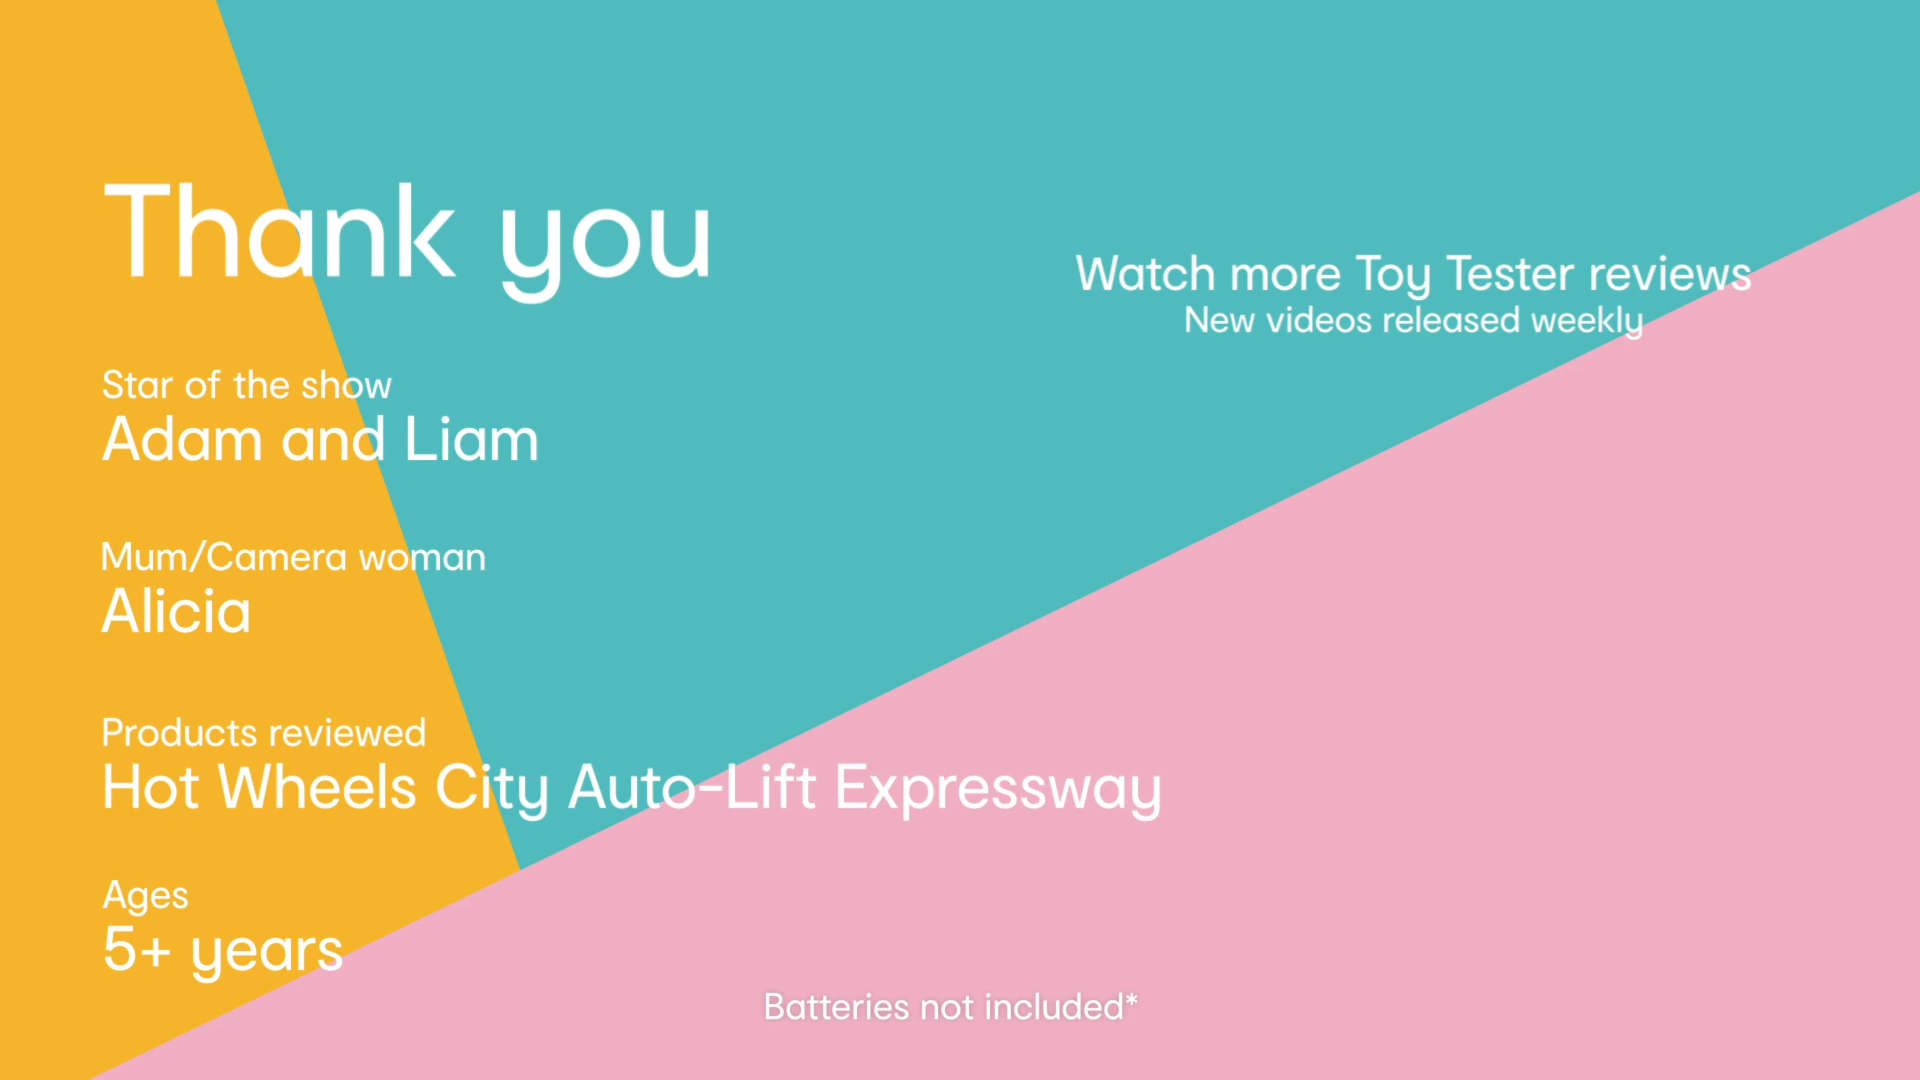 Thank you
Watch more Toy Tester reviews
New videos released weekly
Star of the show
Adam and Liam
Mum/Camera woman
Alicia
Products reviewed
Hot Wheels City Auto-Lift Expressway
Ages
5+ years
Batteries not included*